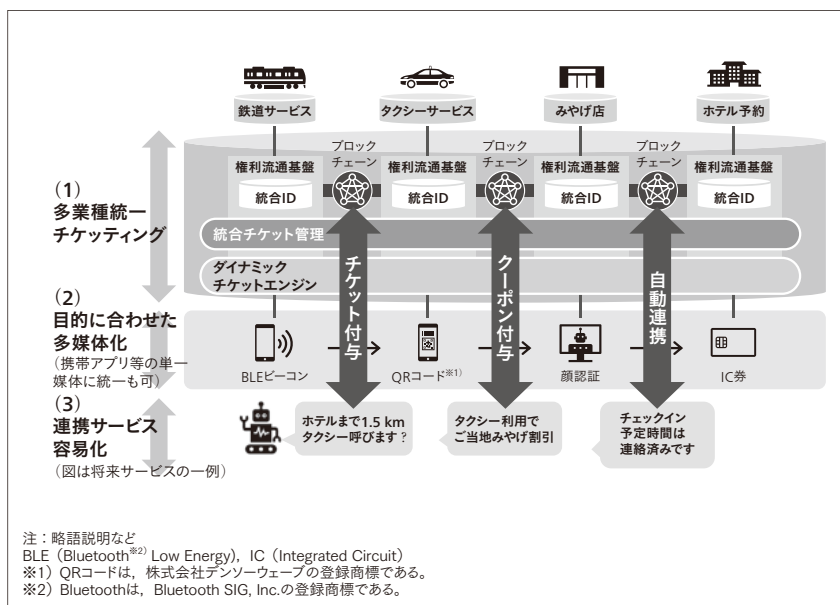 鉄道サービス
タクシーサービス
みやげ店
ホテル予約
ブロック
チェーン
ブロック
チェーン
ブロック
チェーン
権利流通基盤
権利流通基盤
権利流通基盤
権利流通基盤
統合ID
統合ID
統合ID
統合ID
(1)
多業種統一
チケッティング
統合チケット管理
ダイナミック
チケットエンジン
チケット付与
クーポン付与
自動連携
(2)
目的に合わせた
多媒体化
(携帯アプリ等の単一
媒体に統一も可)
BLEビーコン
QRコード※1)
顔認証
IC券
(3)
連携サービス
容易化
(図は将来サービスの一例)
ホテルまで1.5 km
タクシー呼びます?
タクシー利用で
ご当地みやげ割引
チェックイン
予定時間は
連絡済みです
注:略語説明など
BLE(Bluetooth※2) Low Energy),IC(Integrated Circuit)
※1)QRコードは,株式会社デンソーウェーブの登録商標である。
※2)Bluetoothは,Bluetooth SIG, Inc.の登録商標である。